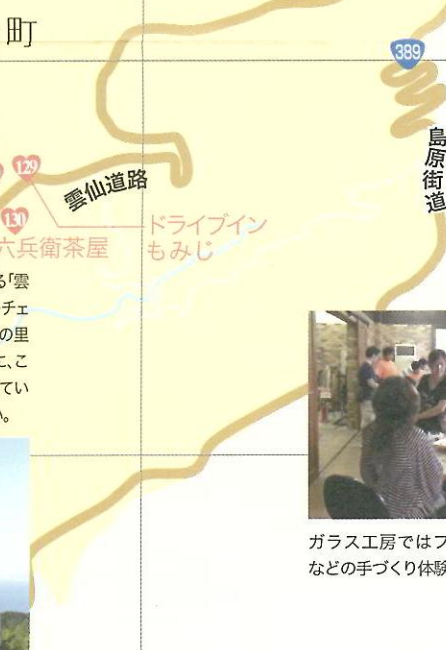 町
389
島原街道
129
雲仙道路
130
ドライブイン
もみじ
六兵衛茶屋
る「雲
チェ
の里
に、こ
てい
い。
ガラス工房ではフ
などの手づくり体験